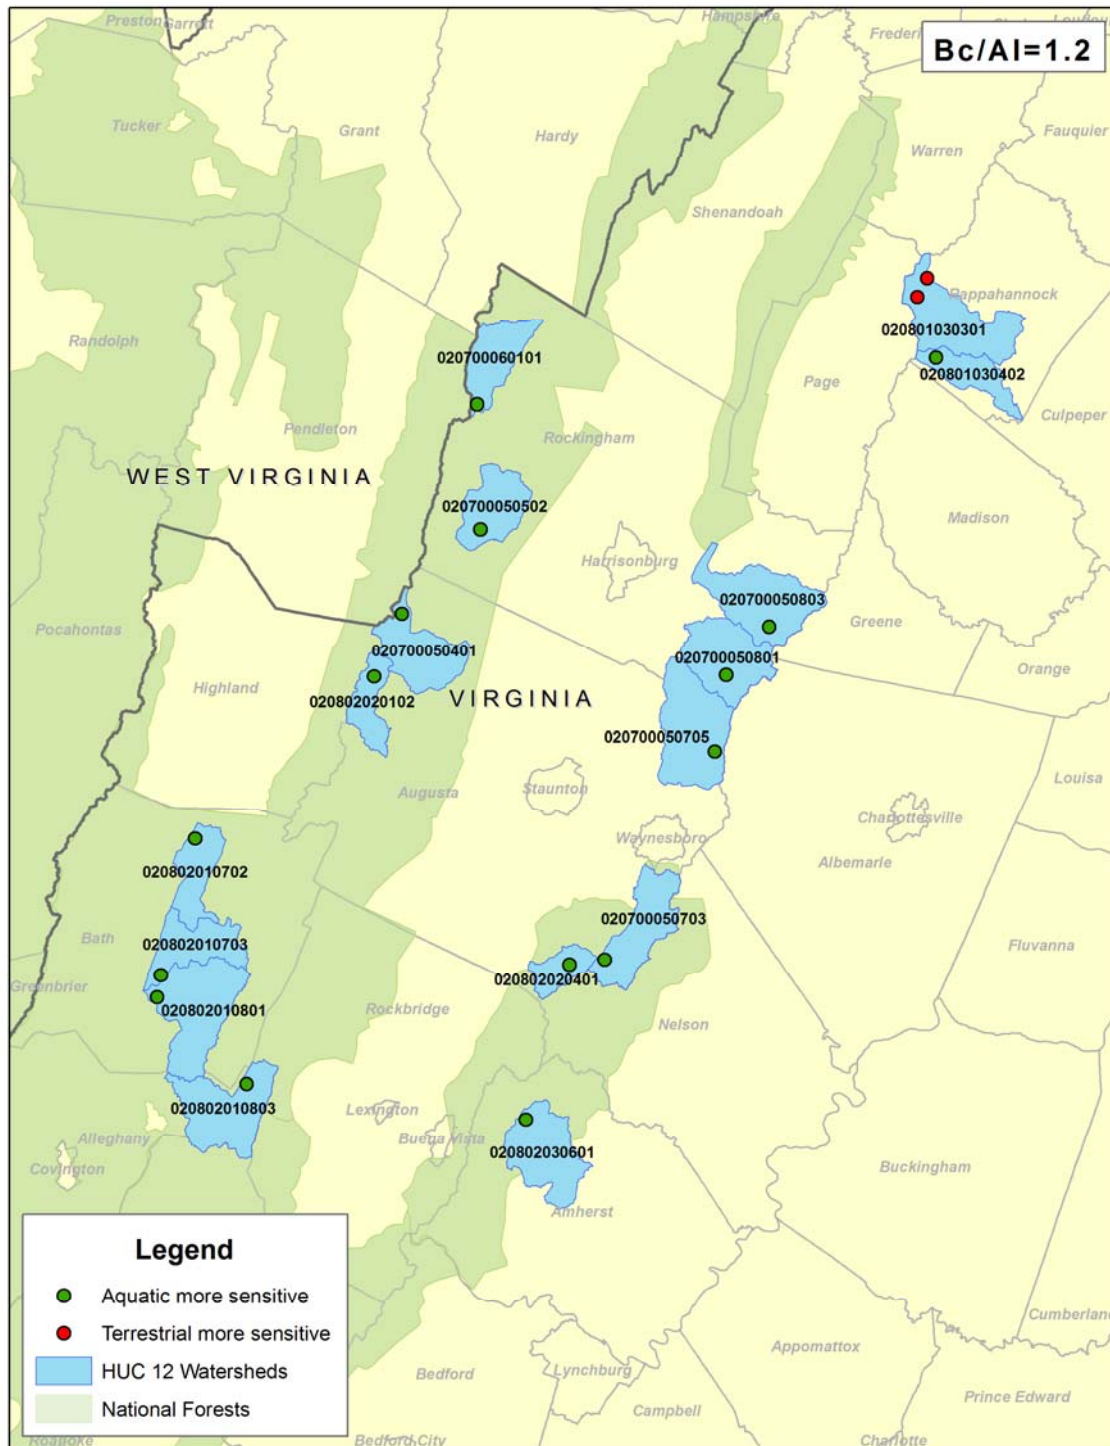 Preston
Garrett
Hampshire
Bc/Al=1.2
Tucker
Grant
Hardy
Fauquier
Warren
Shenandoah
Rappahannock
020801030301
Randolph
020700060101
020801030402
Page
Culpeper
Pendleton
Rockingham
WEST VIRGINIA
020700050502
Madison
Harrisonburg
020700050803
Pocahontas
Greene
020700050801
020700050401
Orange
Highland
020802020102
VIRGINIA
020700050705
Louisa
Augusta
Staunton
Charlottesville
Waynesboro
Albemarle
020802010702
020700050703
Bath
020802010703
Fluvanna
020802020401
Greenbrier
020802010801
Rockbridge
Nelson
020802010803
Lexington
Alleghany
Buena Vista
020802030601
Covington
Buckingham
Amherst
Legend
Aquatic more sensitive
Terrestrial more sensitive
HUC 12 Watersheds
National Forests
Cumberland
Appomattox
Bedford
Lynchburg
Prince Edward
Campbell
Roanoke
Bedford City
Charlotte